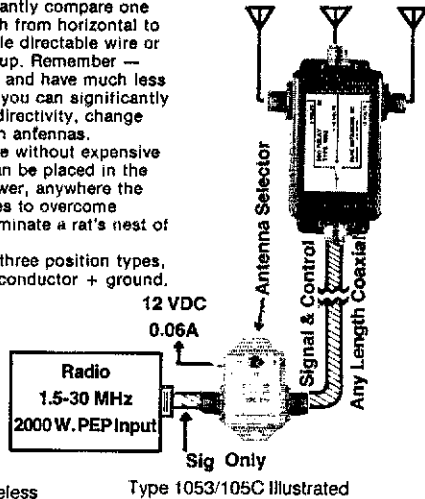 antly compare one
h from horizontal to
le directable wire or
up. Remember —
and have much less
you can significantly
directivity, change
n antennas.
e without expensive
an be placed in the
wer, anywhere the
es to overcome
minate a rat's nest of
three position types,
conductor + ground.
Antenna Selector
Signal & Control
Any Length Coaxial
12 VDC
0.06A
Radio
1.5-30 MHz
2000 W. PEP Input
Sig Only
eless
Type 1053/105C Illustrated